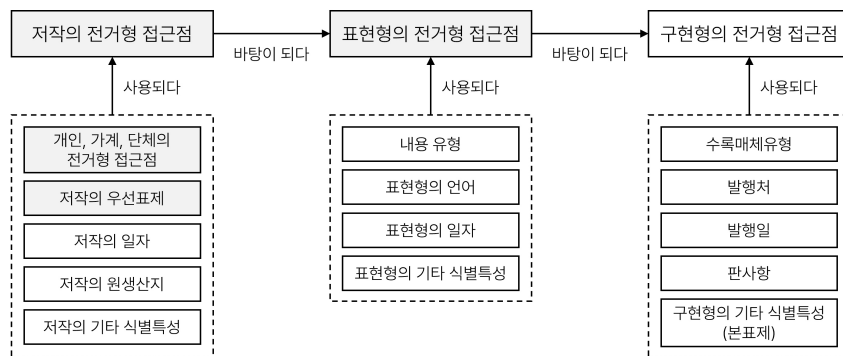 저작의 전거형 접근점
바탕이 되다
표현형의 전거형 접근점
바탕이 되다
구현형의 전거형 접근점
사용되다
사용되다
사용되다
개인, 가계, 단체의
전거형 접근점
저작의 우선표제
저작의 일자
저작의 원생산지
저작의 기타 식별특성
내용 유형
표현형의 언어
표현형의 일자
표현형의 기타 식별특성
수록매체유형
발행처
발행일
판사항
구현형의 기타 식별특성
(본표제)